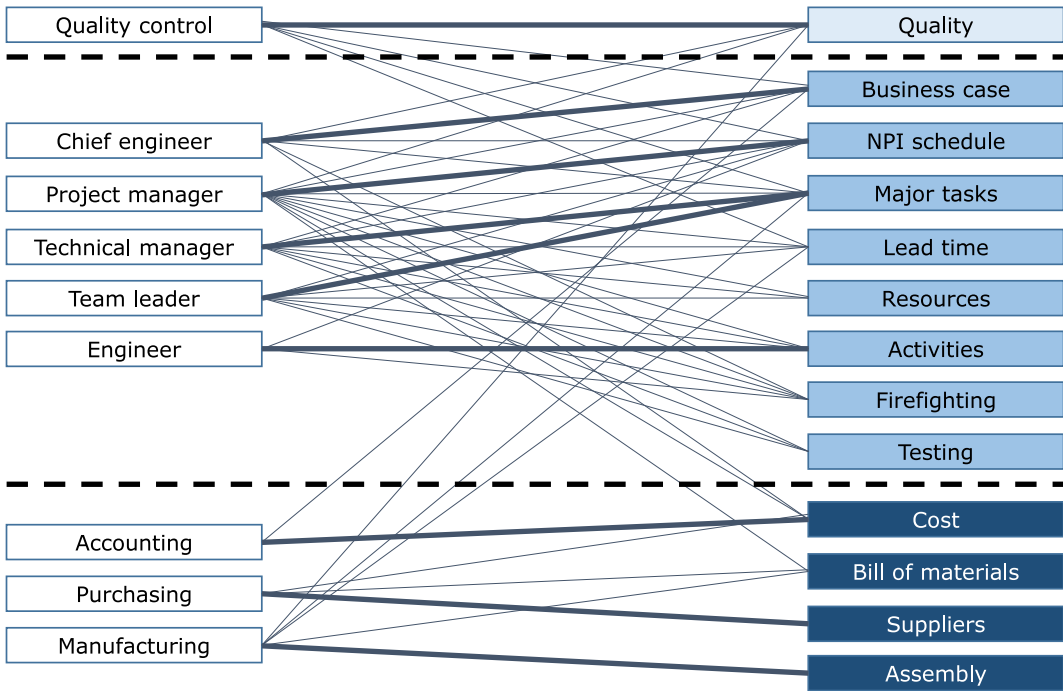 Quality control
Quality
Business case
Chief engineer
NPI schedule
Project manager
Major tasks
Technical manager
Lead time
Team leader
Resources
Engineer
Activities
Firefighting
Testing
Cost
Accounting
Bill of materials
Purchasing
Suppliers
Manufacturing
Assembly